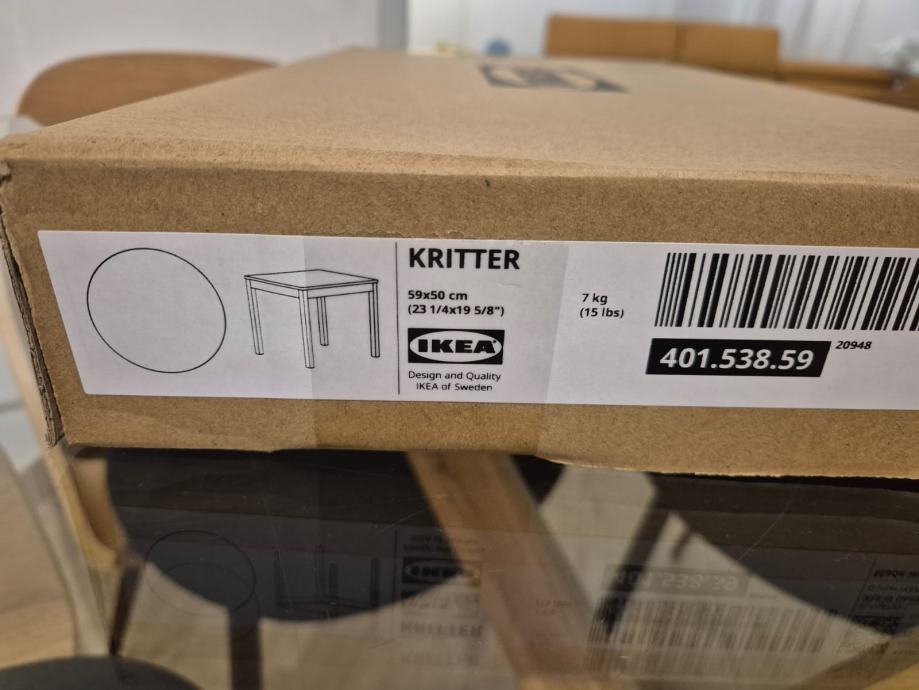 KRITTER
59x50 cm
(23 1/4x19 5/8")
IKEA
Design and Quality
IKEA of Sweden
7 kg
(15 lbs)
401.538.59
20948